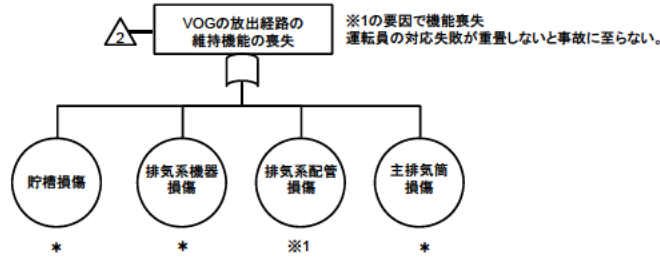 VOGの放出経路の
維持機能の喪失
2
※1の要因で機能喪失
運転員の対応失敗が重畳しないと事故に至らない。
貯槽損傷
排気系機器
損傷
排気系配管
損傷
主排気筒
損傷
*
*
※1
*